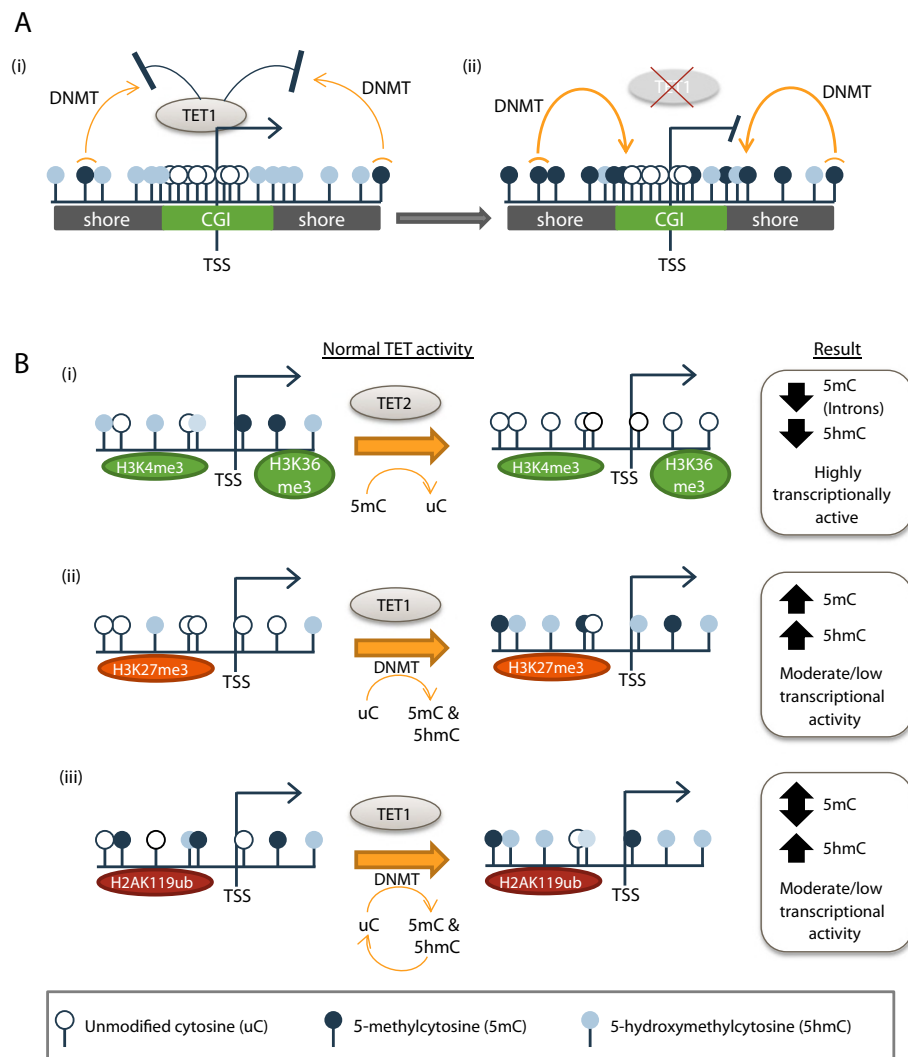 A
(i)
DNMT
TET1
DNMT
shore
CGI
shore
TSS
(ii)
DNMT
TET1
DNMT
shore
CGI
shore
TSS
B
Normal TET activity
Result
(i)
H3K4me3
TSS
H3K36
me3
TET2
5mC
uC
H3K4me3
TSS
H3K36
me3
5mC
(Introns)
5hmC
Highly
transcriptionally
active
(ii)
H3K27me3
TSS
TET1
DNMT
uC
5mC &
5hmC
H3K27me3
TSS
5mC
5hmC
Moderate/low
transcriptional
activity
(iii)
H2AK119ub
TSS
TET1
DNMT
uC
5mC &
5hmC
H2AK119ub
TSS
5mC
5hmC
Moderate/low
transcriptional
activity
Unmodified cytosine (uC)
5-methylcytosine (5mC)
5-hydroxymethylcytosine (5hmC)